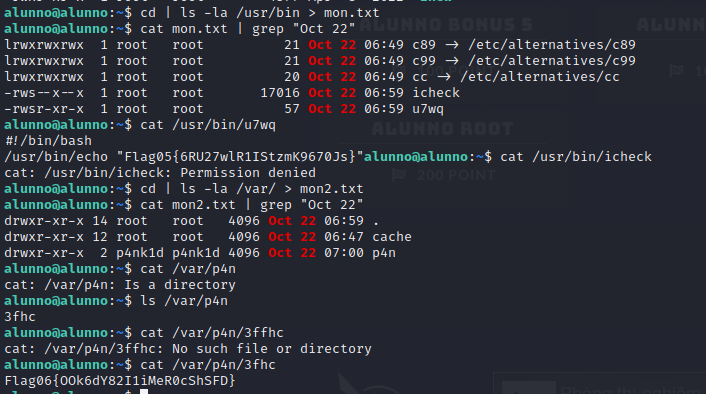 alunno@alunno:~$ cd | ls -la /usr/bin > mon.txt
alunno@alunno:~$ cat mon.txt | grep "Oct 22"
lrwxrwxrwx  1 root   root        21 Oct 22 06:49 c89 → /etc/alternatives/c89
lrwxrwxrwx  1 root   root        21 Oct 22 06:49 c99 → /etc/alternatives/c99
lrwxrwxrwx  1 root   root        20 Oct 22 06:49 cc → /etc/alternatives/cc
-rws--x--x  1 root   root     17016 Oct 22 06:59 icheck
-rwsr-xr-x  1 root   root        57 Oct 22 06:59 u7wq
alunno@alunno:~$ cat /usr/bin/u7wq
#!/bin/bash
/usr/bin/echo "Flag05{6RU27wlR1IStzmK9670Js}"alunno@alunno:~$ cat /usr/bin/icheck
cat: /usr/bin/icheck: Permission denied
alunno@alunno:~$ cd | ls -la /var/ > mon2.txt
alunno@alunno:~$ cat mon2.txt | grep "Oct 22"
drwxr-xr-x 14 root   root   4096 Oct 22 06:59 .
drwxr-xr-x 12 root   root   4096 Oct 22 06:47 cache
drwxr-xr-x  2 p4nk1d p4nk1d 4096 Oct 22 07:00 p4n
alunno@alunno:~$ cat /var/p4n
cat: /var/p4n: Is a directory
alunno@alunno:~$ ls /var/p4n
3fhc
alunno@alunno:~$ cat /var/p4n/3ffhc
cat: /var/p4n/3ffhc: No such file or directory
alunno@alunno:~$ cat /var/p4n/3fhc
Flag06{OOk6dY82I1iMeR0cShSFD}
ALUNNO BONUS 5
ALUNNO ROOT
200 POINT